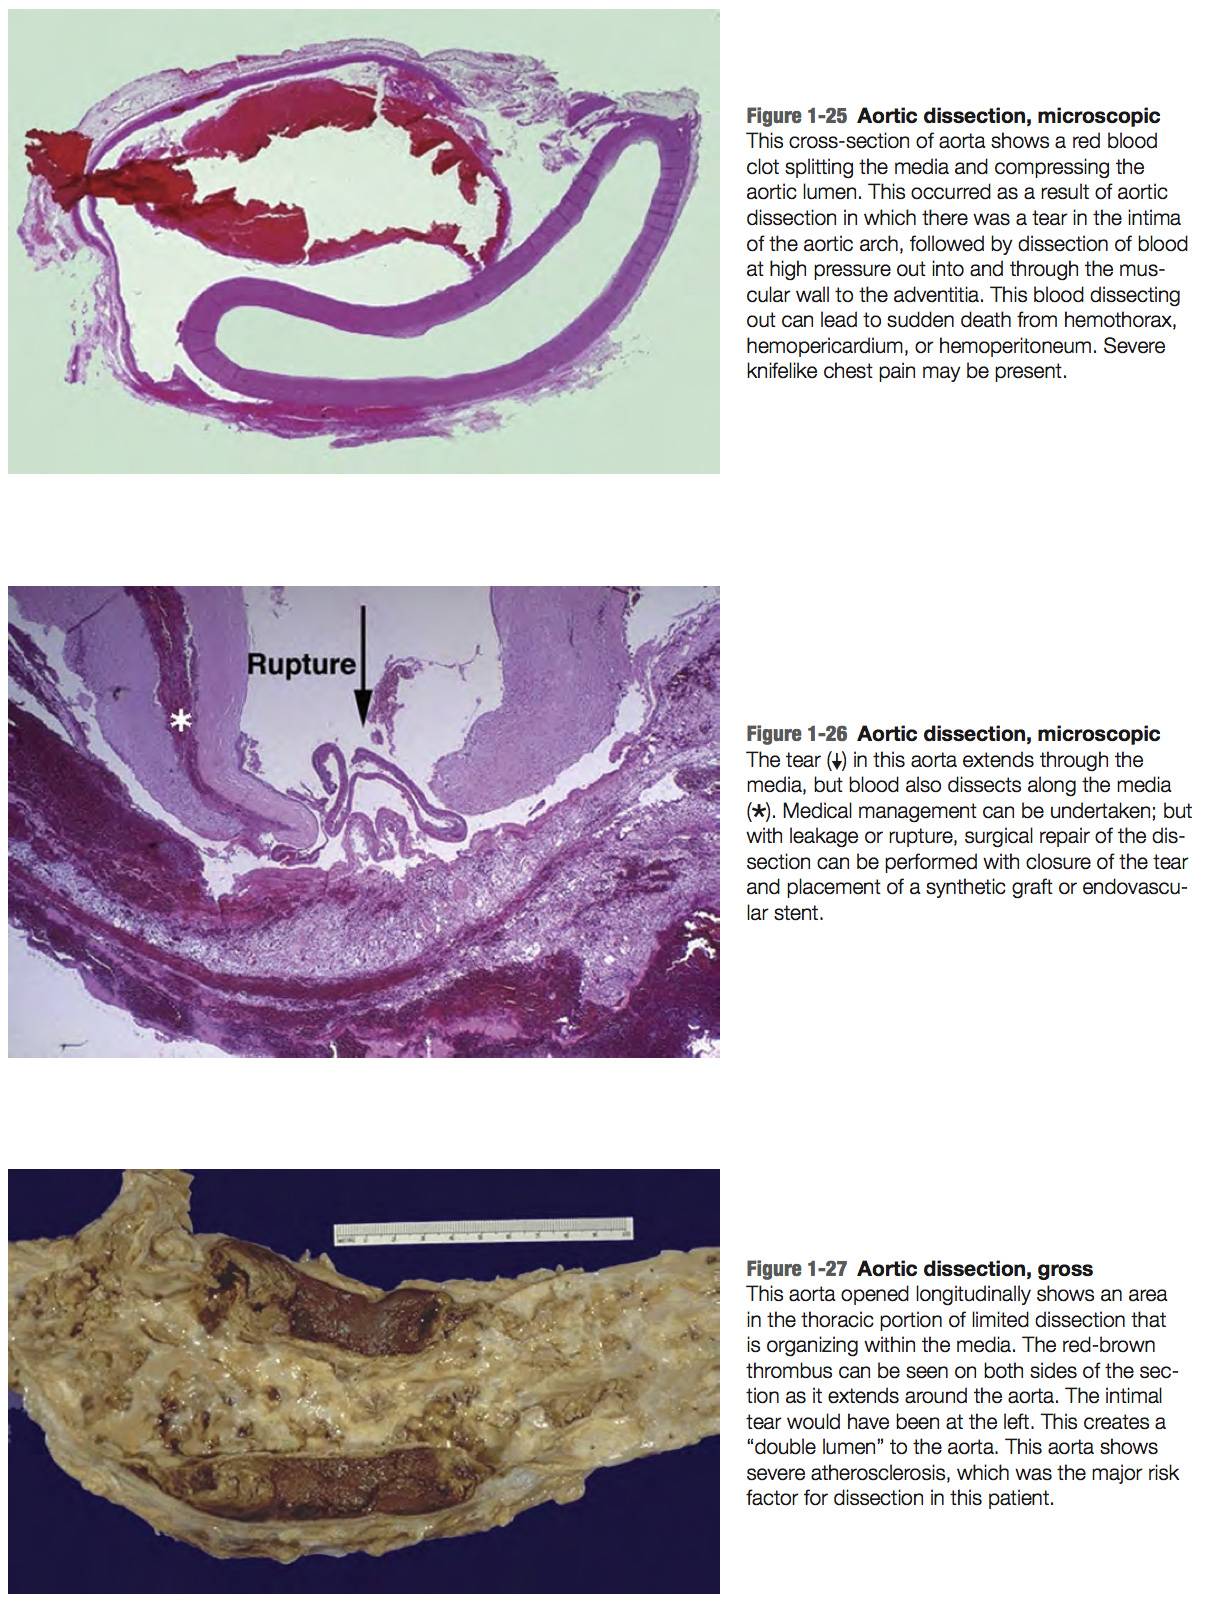 Figure 1-25 Aortic dissection, microscopic
This cross-section of aorta shows a red blood
clot splitting the media and compressing the
aortic lumen. This occurred as a result of aortic
dissection in which there was a tear in the intima
of the aortic arch, followed by dissection of blood
at high pressure out into and through the mus-
cular wall to the adventitia. This blood dissecting
out can lead to sudden death from hemothorax,
hemopericardium, or hemoperitoneum. Severe
knifelike chest pain may be present.
Rupture
*
Figure 1-26 Aortic dissection, microscopic
The tear (↓) in this aorta extends through the
media, but blood also dissects along the media
(*). Medical management can be undertaken; but
with leakage or rupture, surgical repair of the dis-
section can be performed with closure of the tear
and placement of a synthetic graft or endovascu-
lar stent.
Figure 1-27 Aortic dissection, gross
This aorta opened longitudinally shows an area
in the thoracic portion of limited dissection that
is organizing within the media. The red-brown
thrombus can be seen on both sides of the sec-
tion as it extends around the aorta. The intimal
tear would have been at the left. This creates a
“double lumen” to the aorta. This aorta shows
severe atherosclerosis, which was the major risk
factor for dissection in this patient.